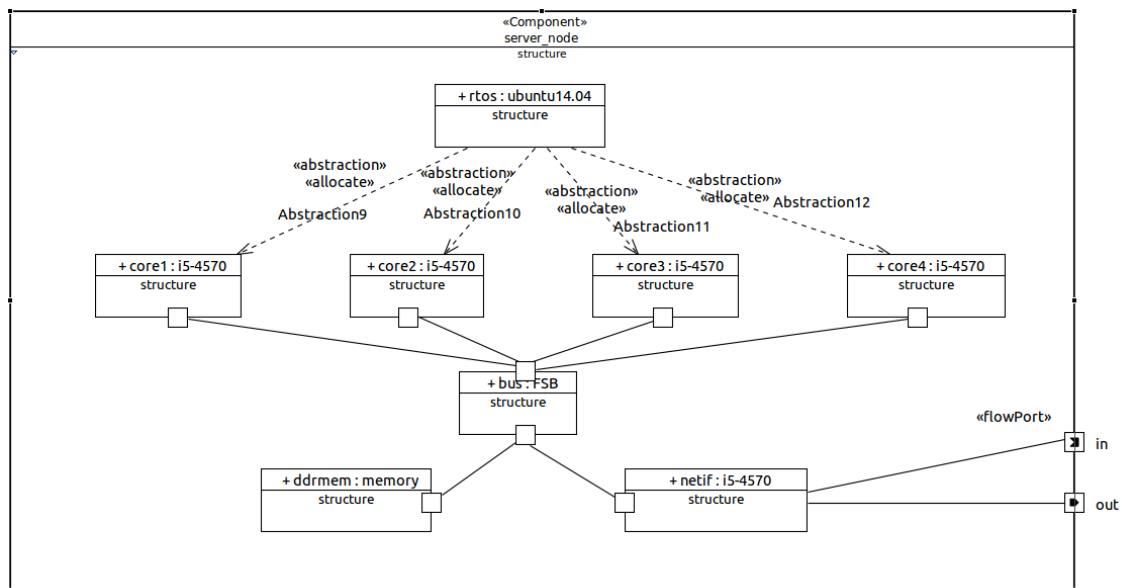 «Component»
server_node
structure
+ rtos : ubuntu14.04
structure
«abstraction»
«allocate»
Abstraction9
«abstraction»
«allocate»
Abstraction10
«abstraction»
«allocate»
Abstraction11
«abstraction»
«allocate»
Abstraction12
+ core1 : i5-4570
structure
+ core2 : i5-4570
structure
+ core3 : i5-4570
structure
+ core4 : i5-4570
structure
+ bus : FSB
structure
«flowPort»
in
+ ddrmem : memory
structure
+ netif : i5-4570
structure
out